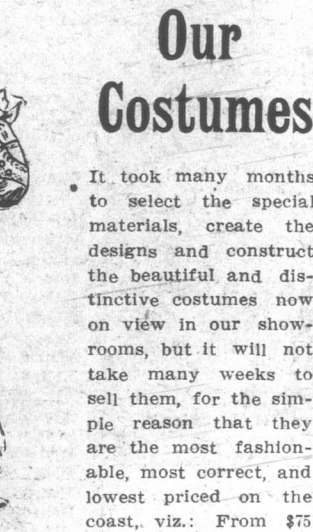 Our
Costumes
It took many months
to select the special
materials, create the
designs and construct
the beautiful and dis-
tinctive costumes now
on view in our show-
rooms, but it will not
take many weeks to
sell them, for the sim-
ple reason that they
are the most fashion-
able, most correct, and
lowest priced on the
coast, viz.: From $75